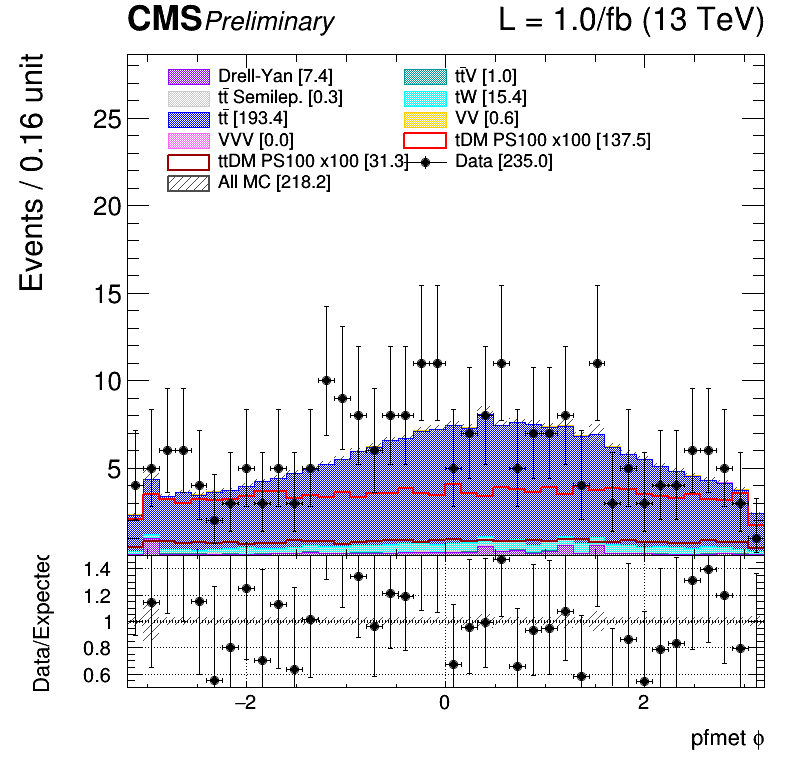 CMS Preliminary L = 1.0/fb (13 TeV)
Events / 0.16 unit
Drell-Yan [7.4] tt̄V [1.0]
tt̄ Semilep. [0.3] tW [15.4]
tt̄ [193.4] VV [0.6]
VVV [0.0] tDM PS100 x100 [137.5]
ttDM PS100 x100 [31.3] Data [235.0]
All MC [218.2]
25
20
15
10
5
Data/Expected
1.4
1.2
1
0.8
0.6
−2 0 2
pfmet ϕ